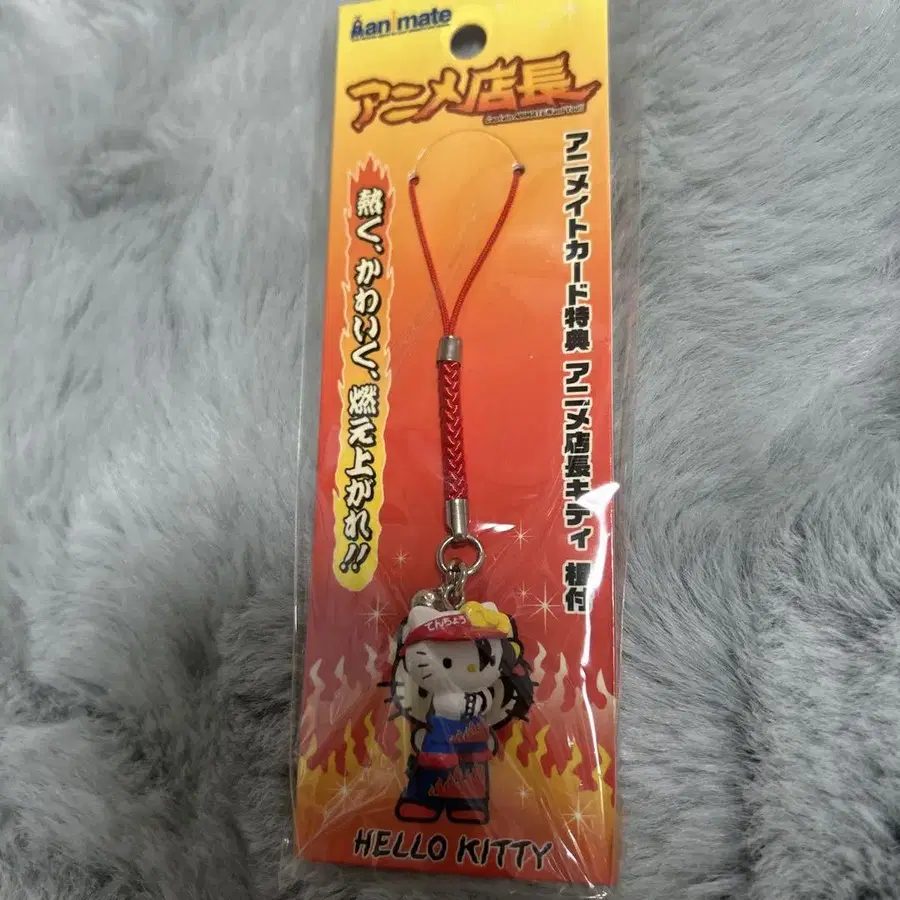 animate
アニメ店長
アニメイトカード特典 アニメ店長キティ 根付
熱く、かわいく、燃え上がれ!!
てんちょう
HELLO KITTY